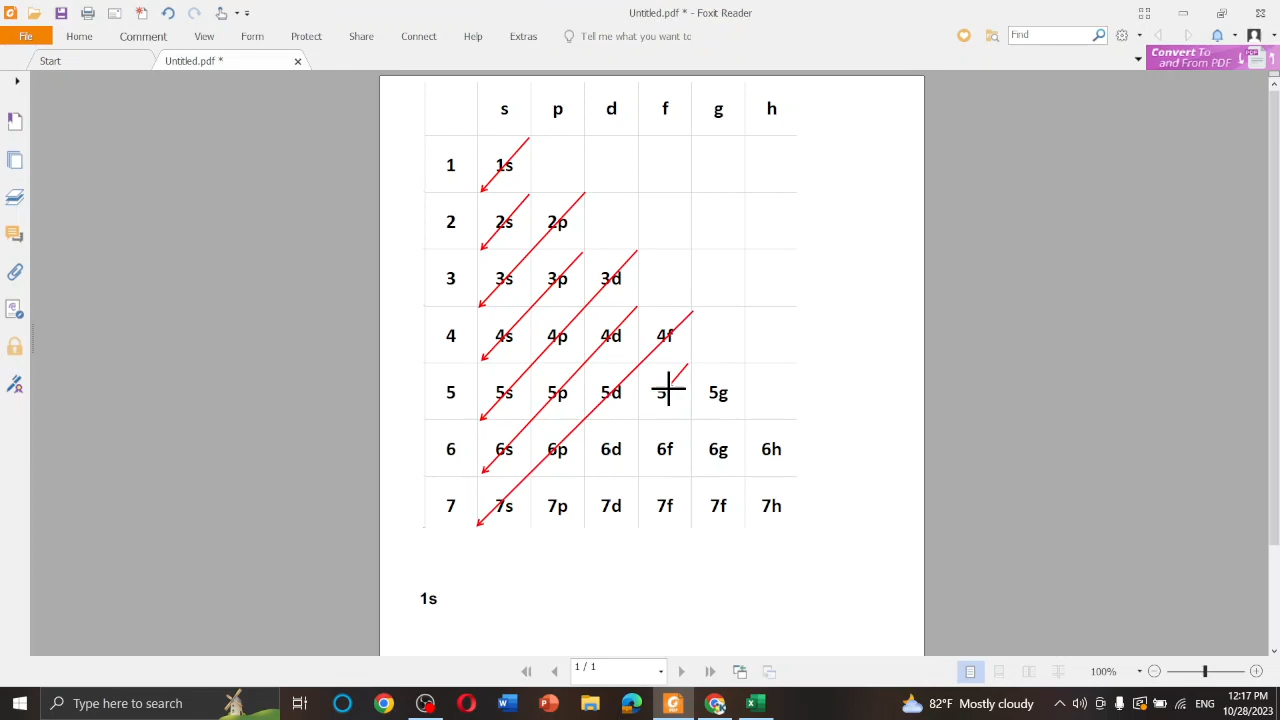 Untitled.pdf * - Foxit Reader
File Home Comment View Form Protect Share Connect Help Extras Tell me what you want to Find
Start Untitled.pdf * Convert To
and From PDF
s p d f g h
1 1s
2 2s 2p
3 3s 3p 3d
4 4s 4p 4d 4f
5 5s 5p 5d 5g
6 6s 6p 6d 6f 6g 6h
7 7s 7p 7d 7f 7f 7h
1s
1 / 1 100%
Type here to search 82°F Mostly cloudy ENG 12:17 PM
10/28/2023